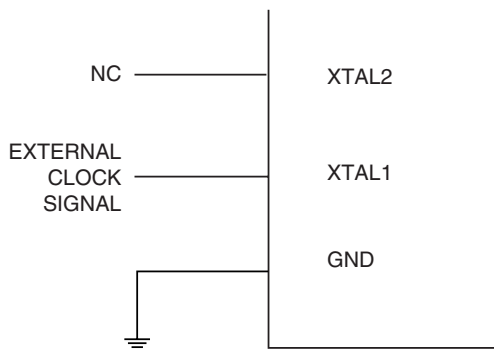 NC
XTAL2
EXTERNAL
CLOCK
SIGNAL
XTAL1
GND